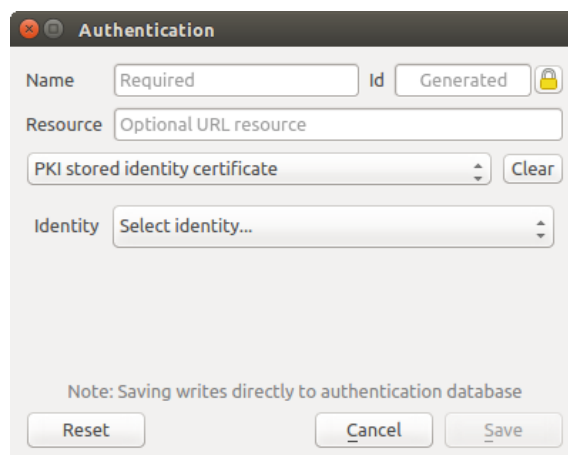 Authentication
Name Required Id Generated
Resource Optional URL resource
PKI stored identity certificate Clear
Identity Select identity...
Note: Saving writes directly to authentication database
Reset Cancel Save